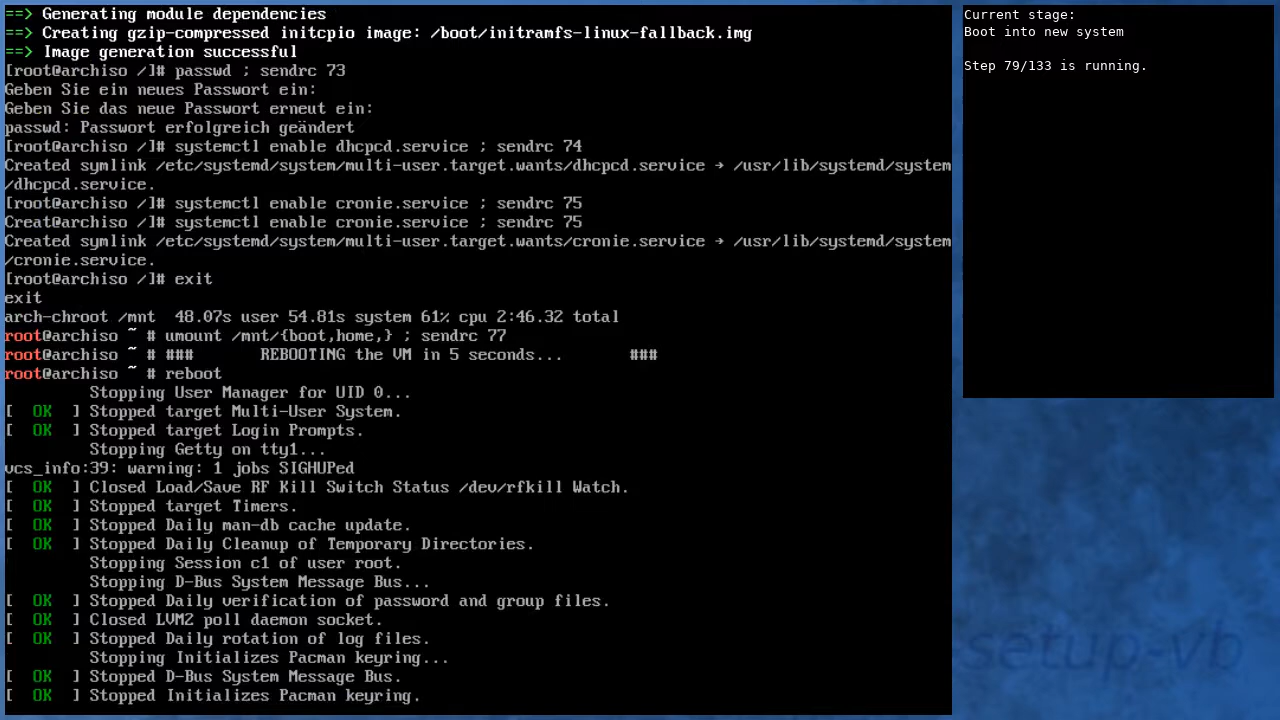 ==> Generating module dependencies
==> Creating gzip-compressed initcpio image: /boot/initramfs-linux-fallback.img
==> Image generation successful
[root@archiso /]# passwd ; sendrc 73
Geben Sie ein neues Passwort ein:
Geben Sie das neue Passwort erneut ein:
passwd: Passwort erfolgreich geändert
[root@archiso /]# systemctl enable dhcpcd.service ; sendrc 74
Created symlink /etc/systemd/system/multi-user.target.wants/dhcpcd.service → /usr/lib/systemd/system
/dhcpcd.service.
[root@archiso /]# systemctl enable cronie.service ; sendrc 75
Creat@archiso /]# systemctl enable cronie.service ; sendrc 75
Created symlink /etc/systemd/system/multi-user.target.wants/cronie.service → /usr/lib/systemd/system
/cronie.service.
[root@archiso /]# exit
exit
arch-chroot /mnt  48.07s user 54.81s system 61% cpu 2:46.32 total
root@archiso ~ # umount /mnt/{boot,home,} ; sendrc 77
root@archiso ~ # ###       REBOOTING the VM in 5 seconds...       ###
root@archiso ~ # reboot
         Stopping User Manager for UID 0...
[  OK  ] Stopped target Multi-User System.
[  OK  ] Stopped target Login Prompts.
         Stopping Getty on tty1...
vcs_info:39: warning: 1 jobs SIGHUPed
[  OK  ] Closed Load/Save RF Kill Switch Status /dev/rfkill Watch.
[  OK  ] Stopped target Timers.
[  OK  ] Stopped Daily man-db cache update.
[  OK  ] Stopped Daily Cleanup of Temporary Directories.
         Stopping Session c1 of user root.
         Stopping D-Bus System Message Bus...
[  OK  ] Stopped Daily verification of password and group files.
[  OK  ] Closed LVM2 poll daemon socket.
[  OK  ] Stopped Daily rotation of log files.
         Stopping Initializes Pacman keyring...
[  OK  ] Stopped D-Bus System Message Bus.
[  OK  ] Stopped Initializes Pacman keyring.
Current stage:
Boot into new system
Step 79/133 is running.
setup-vb